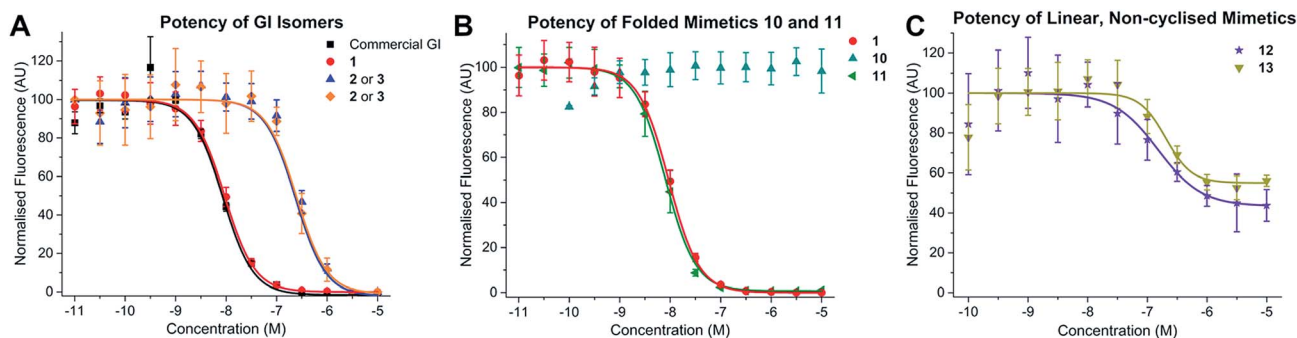 A
Potency of GI Isomers
Commercial GI
1
2 or 3
2 or 3
120
100
80
60
40
20
0
Normalised Fluorescence (AU)
-11 -10 -9 -8 -7 -6 -5
Concentration (M)
B
Potency of Folded Mimetics 10 and 11
1
10
11
120
100
80
60
40
20
0
Normalised Fluorescence (AU)
-11 -10 -9 -8 -7 -6 -5
Concentration (M)
C
Potency of Linear, Non-cyclised Mimetics
12
13
120
100
80
60
40
20
0
Normalised Fluorescence (AU)
-10 -9 -8 -7 -6 -5
Concentration (M)